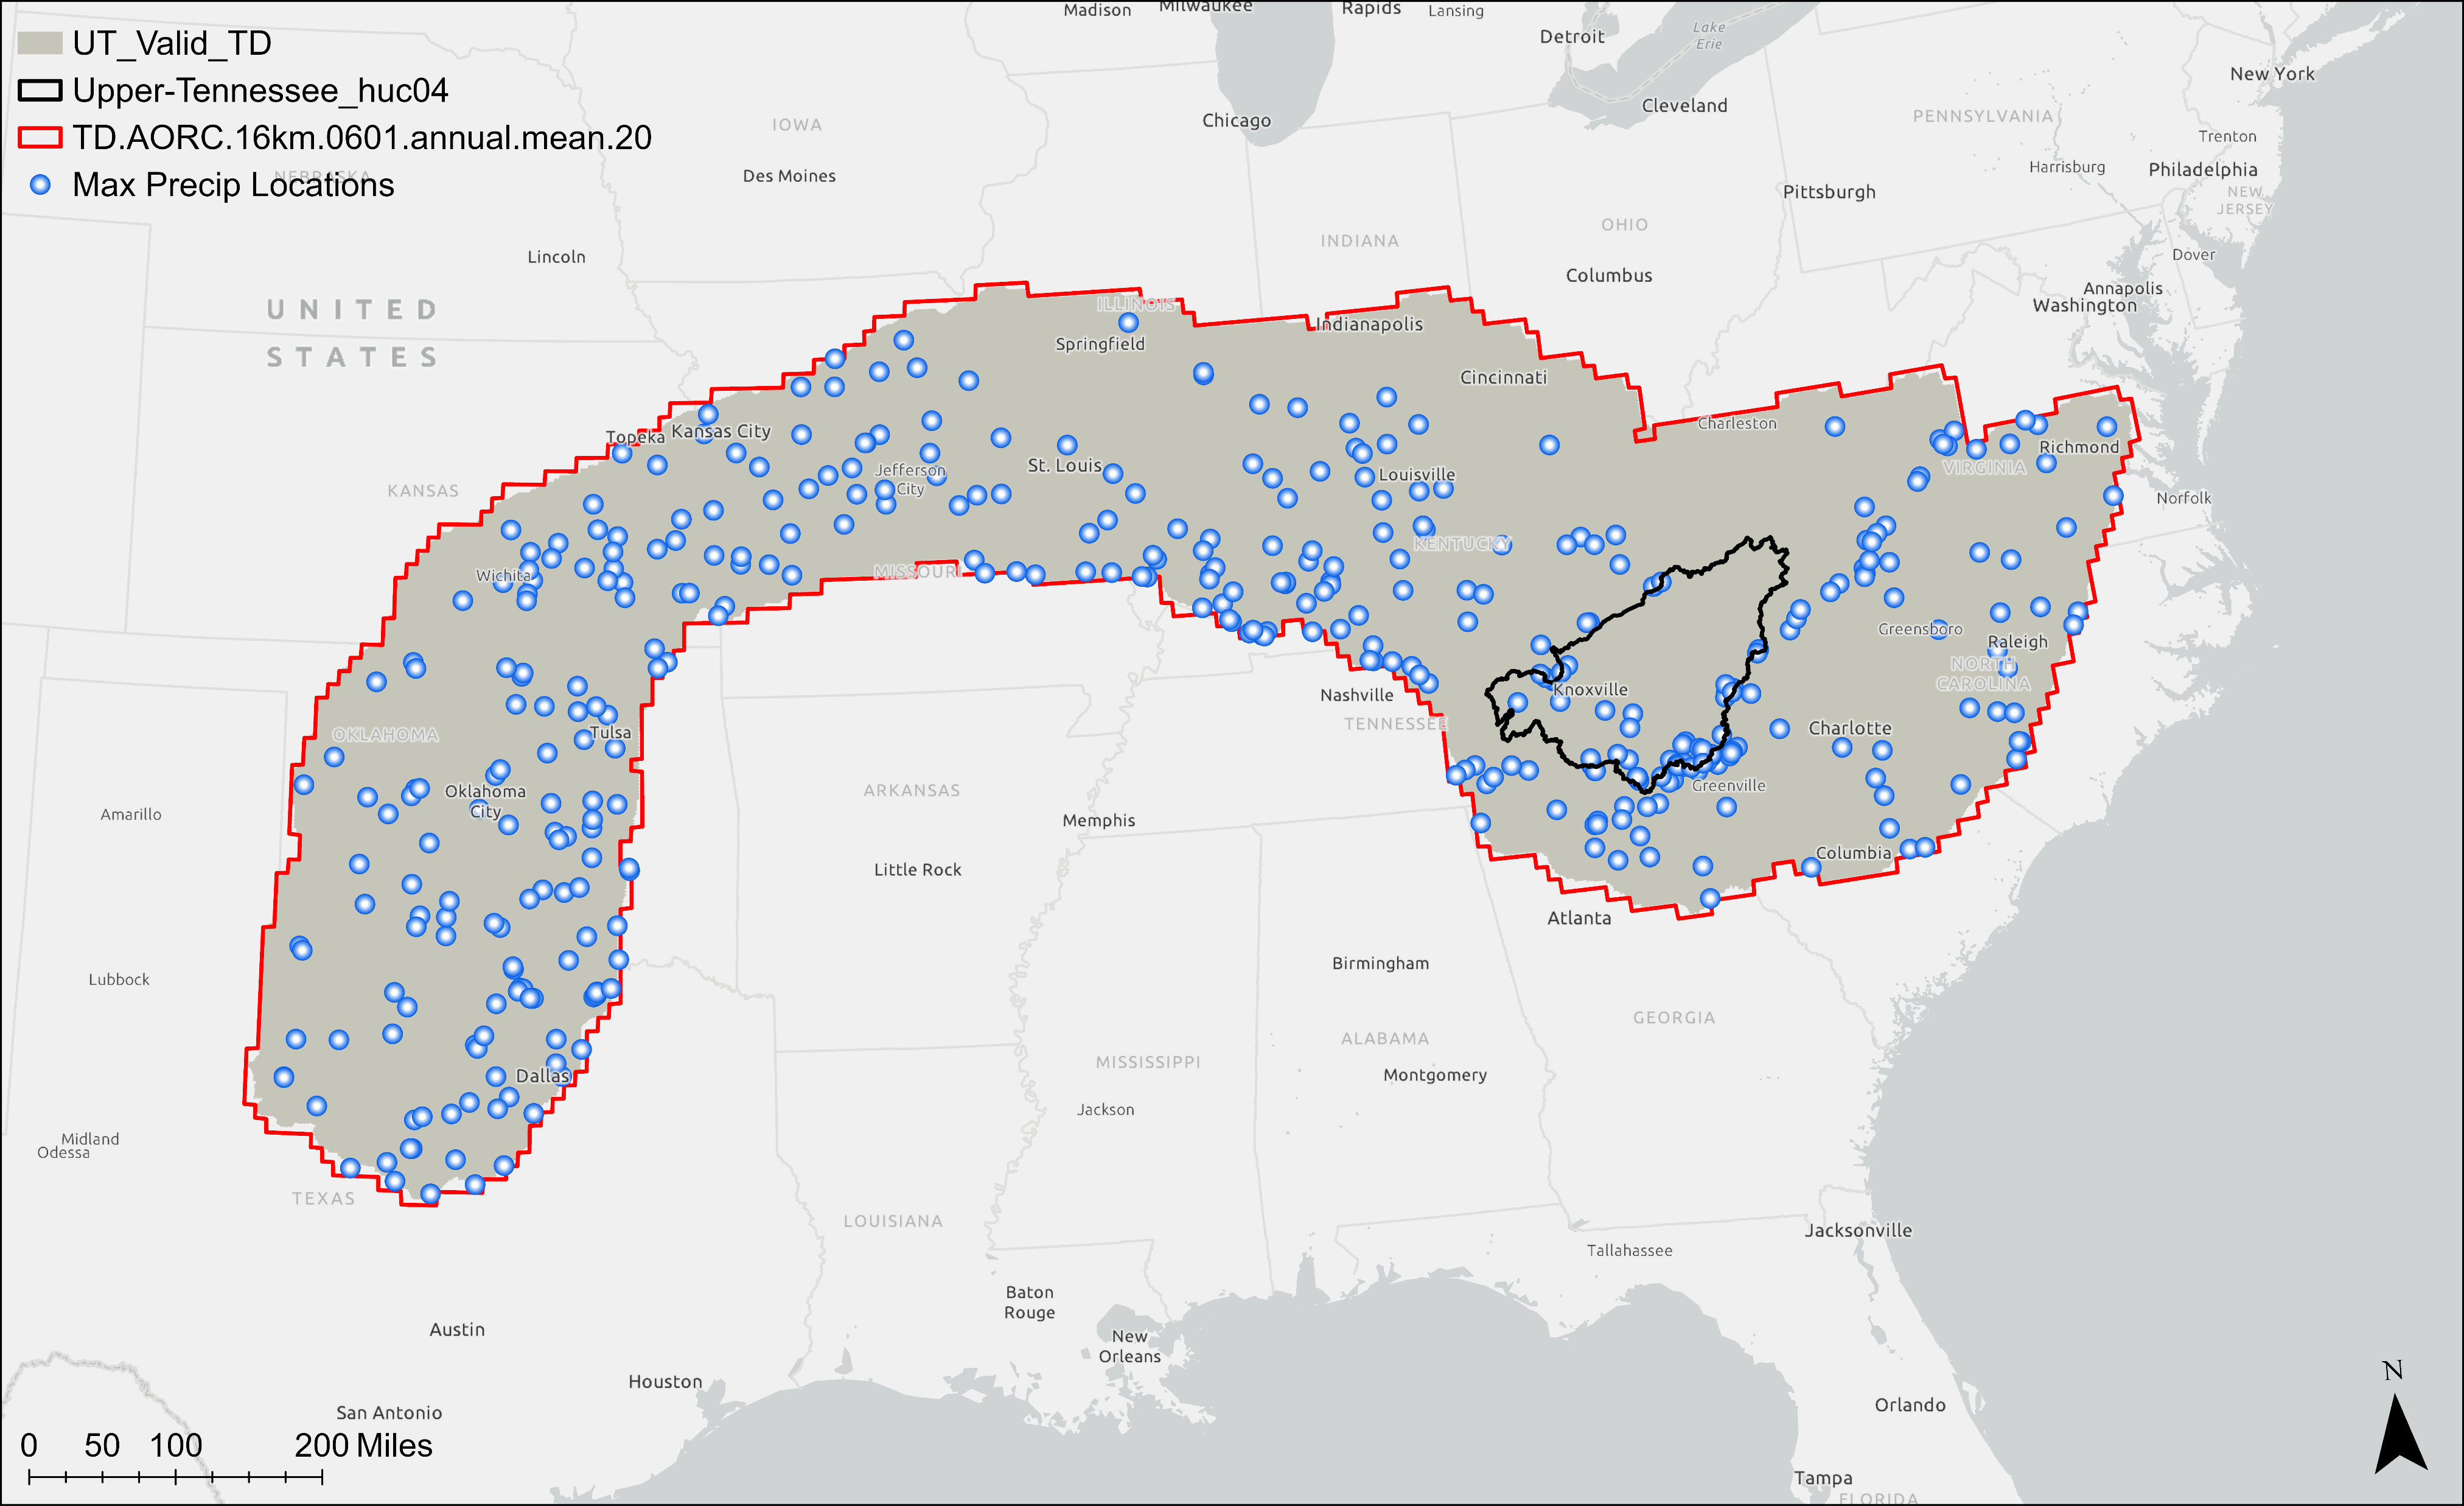 UT_Valid_TD
Upper-Tennessee_huc04
TD.AORC.16km.0601.annual.mean.20
Max Precip Locations
NEBRASKA
Madison
Milwaukee
Rapids
Lansing
Detroit
Lake
Erie
New York
Cleveland
PENNSYLVANIA
Chicago
IOWA
Trenton
Harrisburg
Philadelphia
Des Moines
Pittsburgh
NEW
JERSEY
OHIO
INDIANA
Lincoln
Dover
Columbus
Annapolis
Washington
UNITED
STATES
ILLINOIS
Indianapolis
Springfield
Cincinnati
Charleston
Topeka
Kansas City
Richmond
St. Louis
Jefferson
City
VIRGINIA
Louisville
KANSAS
Norfolk
KENTUCKY
Wichita
MISSOURI
Greensboro
Raleigh
NORTH
CAROLINA
Knoxville
Nashville
TENNESSEE
Charlotte
OKLAHOMA
Tulsa
Greenville
Oklahoma
City
ARKANSAS
Amarillo
Memphis
Columbia
Little Rock
Atlanta
Birmingham
Lubbock
GEORGIA
ALABAMA
MISSISSIPPI
Dallas
Montgomery
Jackson
Midland
Odessa
TEXAS
LOUISIANA
Jacksonville
Tallahassee
Baton
Rouge
Austin
New
Orleans
Houston
Orlando
San Antonio
N
0 50 100 200 Miles
Tampa
FLORIDA